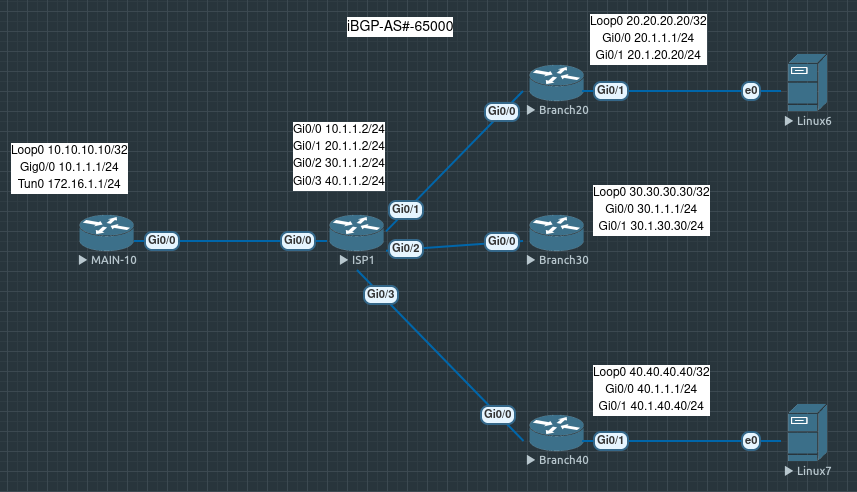 iBGP-AS#-65000
Loop0 20.20.20.20/32
Gi0/0 20.1.1.1/24
Gi0/1 20.1.20.20/24
Gi0/0
Branch20
Gi0/1
e0
Linux6
Loop0 10.10.10.10/32
Gig0/0 10.1.1.1/24
Tun0 172.16.1.1/24
Gi0/0 10.1.1.2/24
Gi0/1 20.1.1.2/24
Gi0/2 30.1.1.2/24
Gi0/3 40.1.1.2/24
Gi0/1
Loop0 30.30.30.30/32
Gi0/0 30.1.1.1/24
Gi0/1 30.1.30.30/24
Gi0/0
Gi0/0
Gi0/2
Gi0/0
MAIN-10
ISP1
Branch30
Gi0/3
Loop0 40.40.40.40/32
Gi0/0 40.1.1.1/24
Gi0/1 40.1.40.40/24
Gi0/0
Gi0/1
e0
Branch40
Linux7